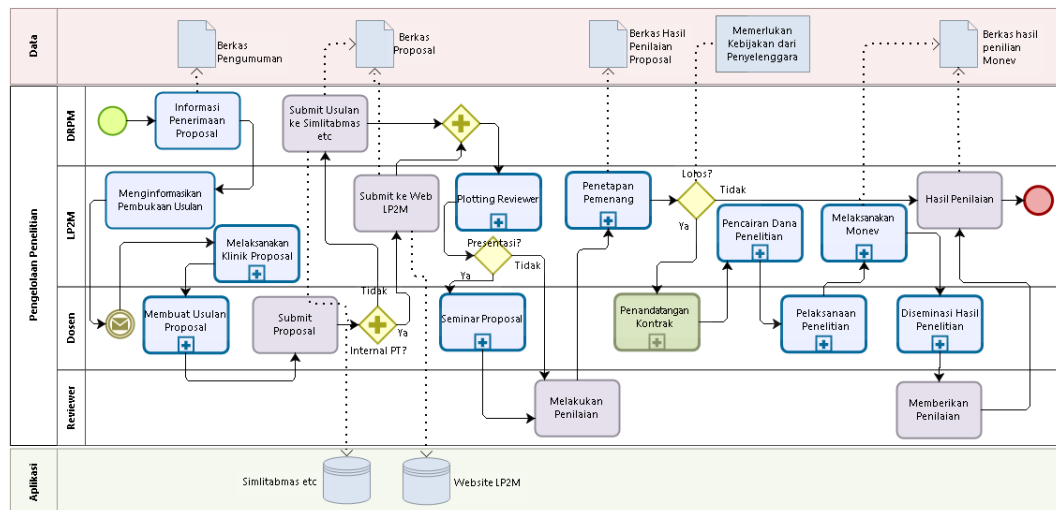 Data
Berkas
Pengumuman
Berkas
Proposal
Berkas Hasil
Penilaian
Proposal
Memerlukan
Kebijakan dari
Penyelenggara
Berkas hasil
penilian
Monev
Pengelolaan Penelitian
DRPM
Informasi
Penerimaan
Proposal
Submit Usulan
ke Simlitabmas
etc
LP2M
Menginformasikan
Pembukaan Usulan
Melaksanakan
Klinik Proposal
Submit ke Web
LP2M
Plotting Reviewer
Presentasi?
Ya
Tidak
Penetapan
Pemenang
Lolos?
Tidak
Ya
Pencairan Dana
Penelitian
Melaksanakan
Monev
Hasil Penilaian
Dosen
Membuat Usulan
Proposal
Submit
Proposal
Tidak
Ya
Internal PT?
Seminar Proposal
Penandatangan
Kontrak
Pelaksanaan
Penelitian
Diseminasi Hasil
Penelitian
Reviewer
Melakukan
Penilaian
Memberikan
Penilaian
Aplikasi
Simlitabmas etc
Website LP2M